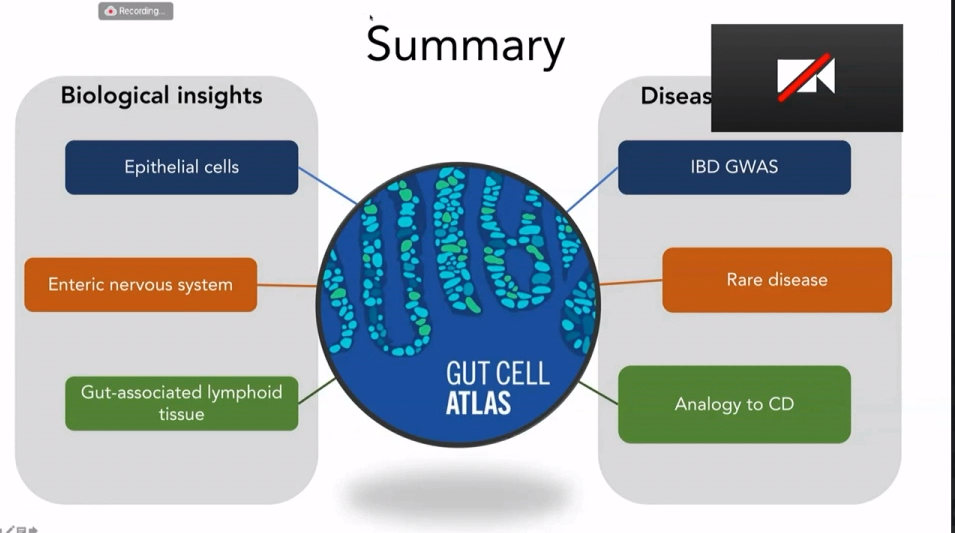 Recording...
Summary
Biological insights
Epithelial cells
Enteric nervous system
Gut-associated lymphoid
tissue
GUT CELL
ATLAS
IBD GWAS
Rare disease
Analogy to CD